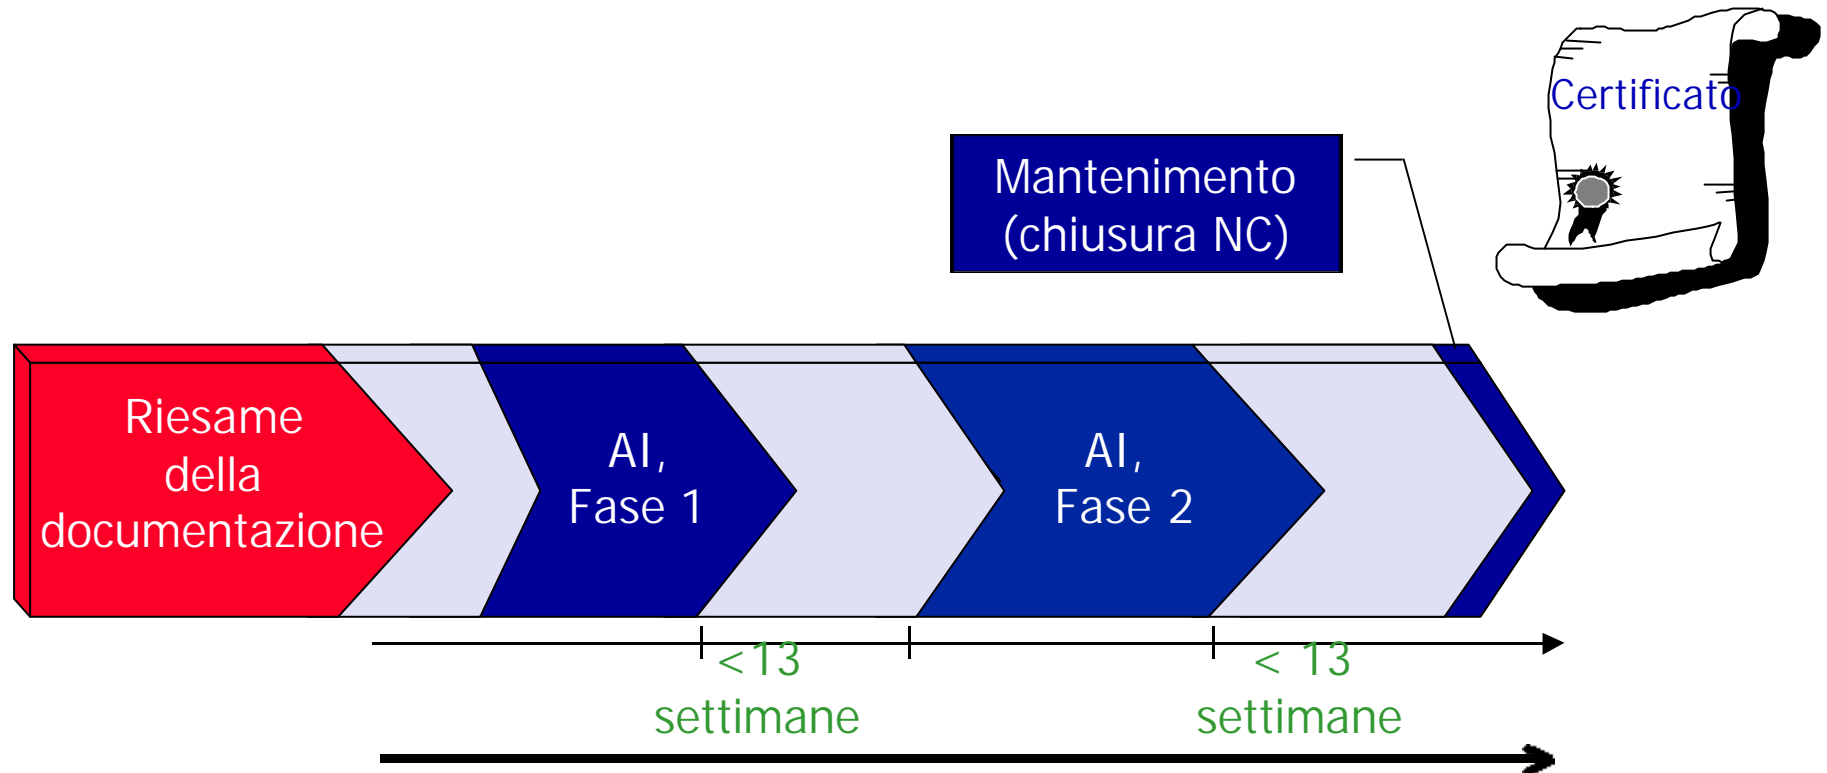 Certificato
Mantenimento
(chiusura NC)
Riesame
della
documentazione
AI,
Fase 1
AI,
Fase 2
<13
settimane
< 13
settimane